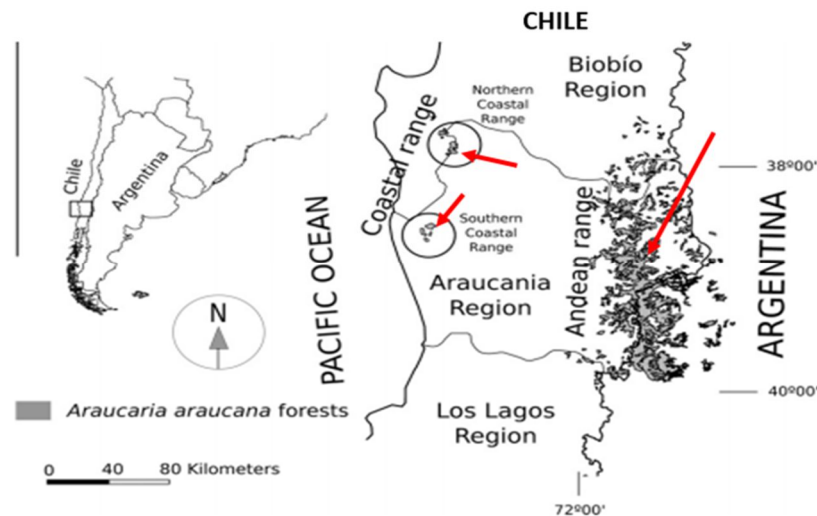 CHILE
Biobío
Region
Northern
Coastal
Range
Coastal range
38º00'
Chile
Argentina
Southern
Coastal
Range
Andean range
ARGENTINA
PACIFIC OCEAN
Araucania
Region
N
40º00'
Araucaria araucana forests
Los Lagos
Region
0 40 80 Kilometers
72º00'